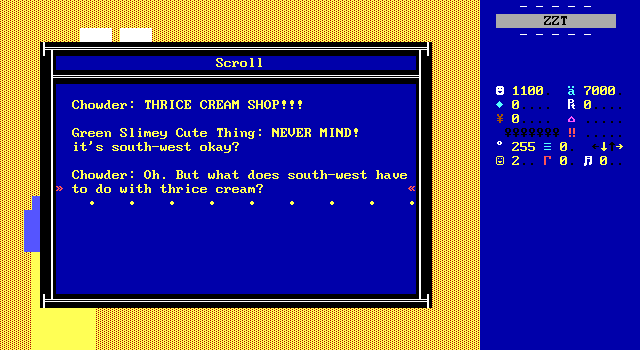 ZZT
Scroll
Chowder: THRICE CREAM SHOP!!!
Green Slimey Cute Thing: NEVER MIND!
it's south-west okay?
Chowder: Oh. But what does south-west have
» to do with thrice cream? «
1100 7000
0 0
0
255 0
2 0 0